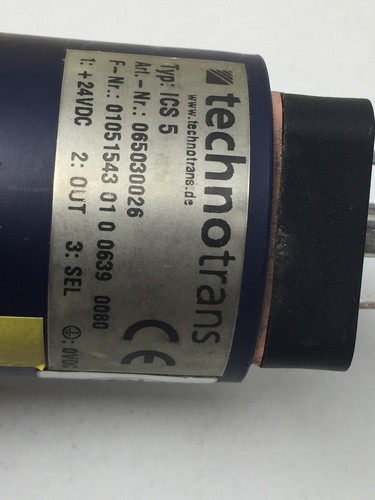 technotrans
www.technotrans.de
Typ: ICS 5
Art.-Nr.: 065030026
F-Nr.: 01051543 01 0 0639 0080
1: +24VDC 2: OUT 3: SEL ⏚: 0VDC
CE